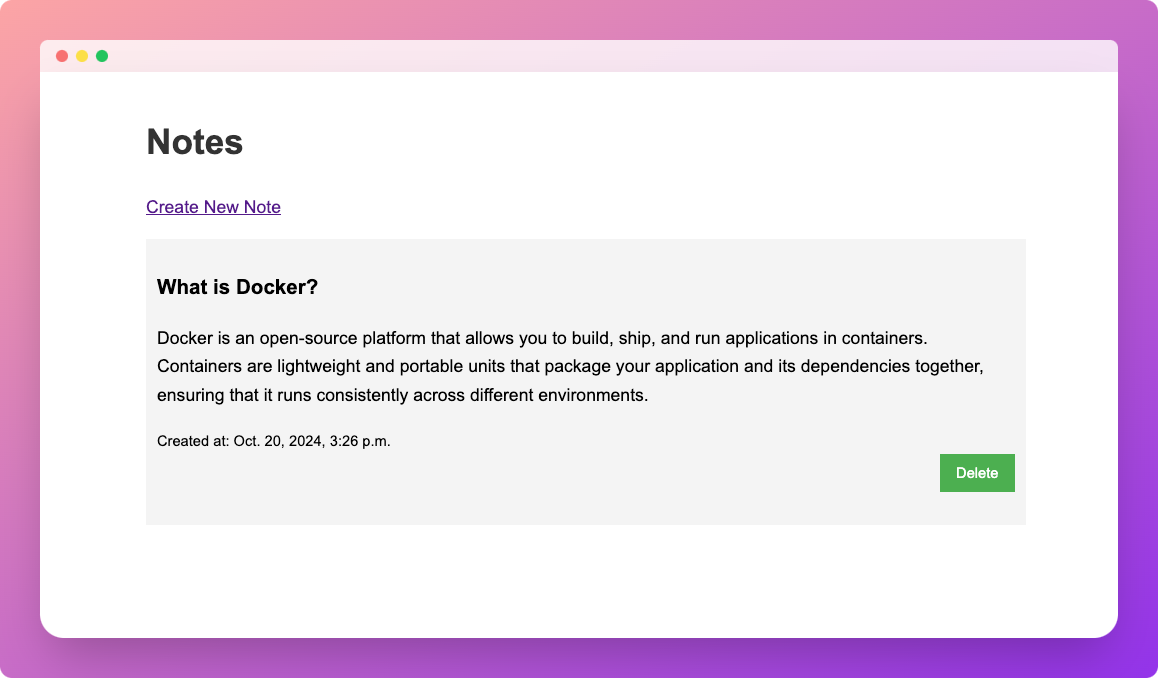 Notes
Create New Note
What is Docker?
Docker is an open-source platform that allows you to build, ship, and run applications in containers.
Containers are lightweight and portable units that package your application and its dependencies together,
ensuring that it runs consistently across different environments.
Created at: Oct. 20, 2024, 3:26 p.m.
Delete